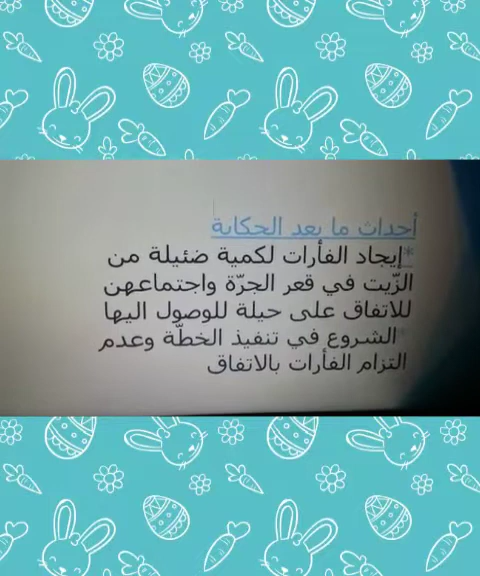 أحداث ما بعد الحكاية
*إيجاد الفأرات لكمية ضئيلة من
الزّيت في قعر الجرّة واجتماعهن
للاتفاق على حيلة للوصول اليها
*الشروع في تنفيذ الخطّة وعدم
التزام الفأرات بالاتفاق